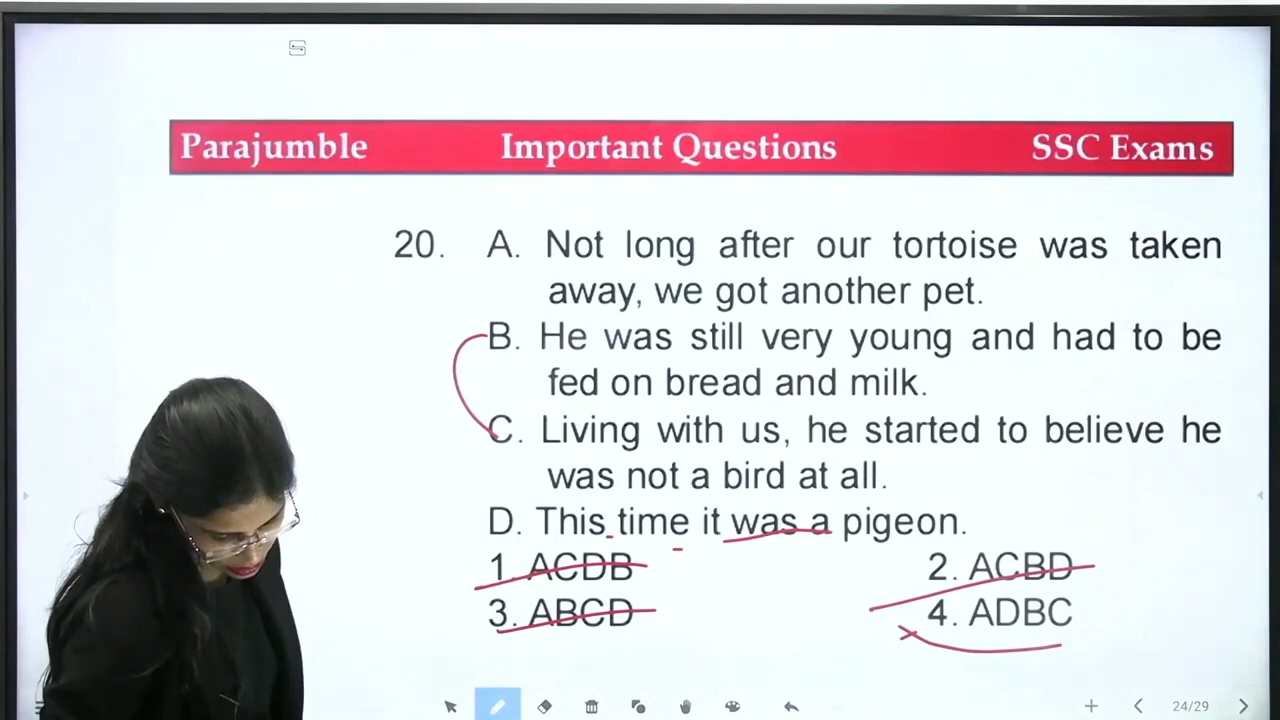 Parajumble Important Questions SSC Exams
20. A. Not long after our tortoise was taken
away, we got another pet.
B. He was still very young and had to be
fed on bread and milk.
C. Living with us, he started to believe he
was not a bird at all.
D. This time it was a pigeon.
1. ACDB 2. ACBD
3. ABCD 4. ADBC
24/29